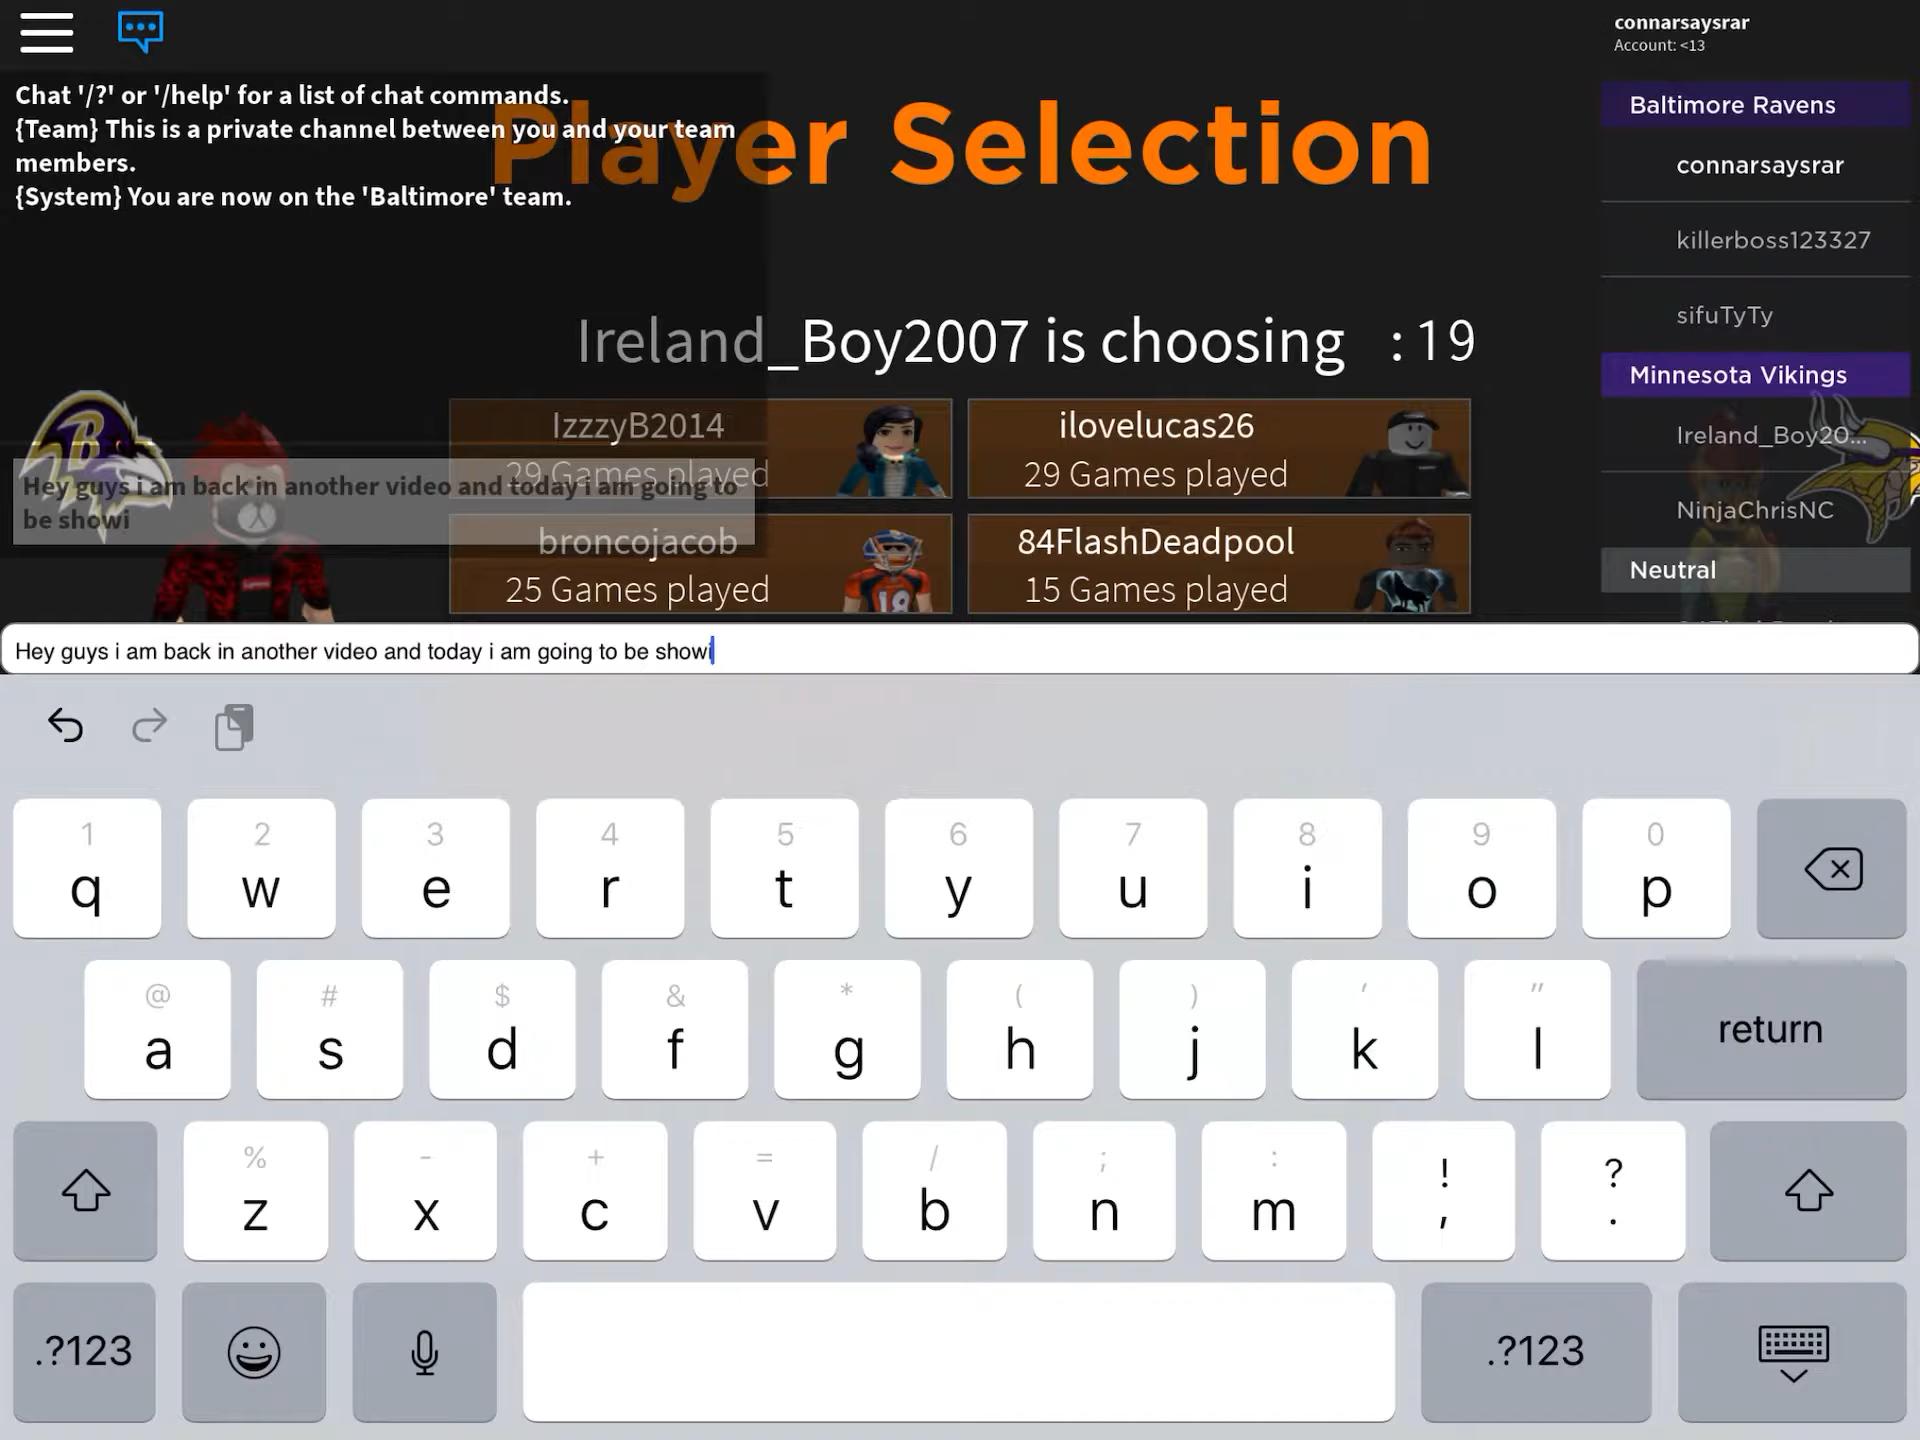 connarsaysrar
Account: <13
Chat '/?' or '/help' for a list of chat commands.
{Team} This is a private channel between you and your team
members.
{System} You are now on the 'Baltimore' team.
Player Selection
Ireland_Boy2007 is choosing :19
IzzzyB2014
29 Games played
ilovelucas26
29 Games played
broncojacob
25 Games played
84FlashDeadpool
15 Games played
Baltimore Ravens
connarsaysrar
killerboss123327
sifuTyTy
Minnesota Vikings
Ireland_Boy20...
NinjaChrisNC
Neutral
B
Hey guys i am back in another video and today i am going to
be showi
Supreme
18
Hey guys i am back in another video and today i am going to be showi
1 2 3 4 5 6 7 8 9 0
q w e r t y u i o p
@ # $ & * ( ) ' "
a s d f g h j k l return
% - + = / ; : ! ?
z x c v b n m , .
.?123 .?123